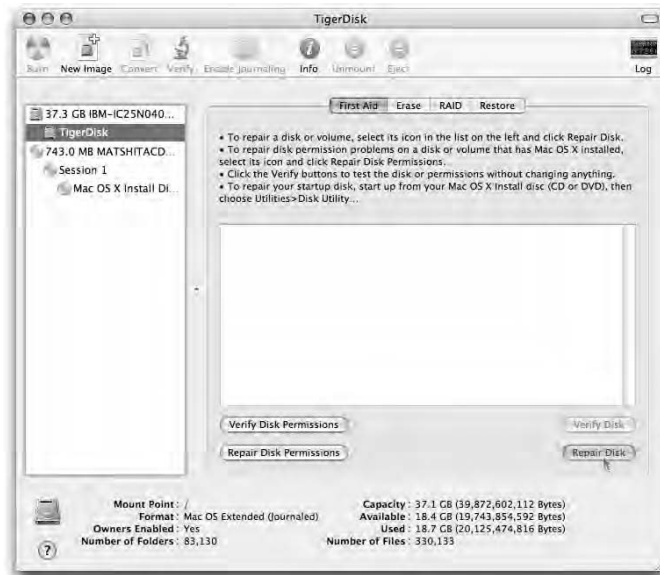 TigerDisk
Burn New Image Convert Verify Enable Journaling Info Unmount Eject Log
37.3 GB IBM-IC25N040...
TigerDisk
743.0 MB MATSHITACD...
Session 1
Mac OS X Install Di...
First Aid Erase RAID Restore
• To repair a disk or volume, select its icon in the list on the left and click Repair Disk.
• To repair disk permission problems on a disk or volume that has Mac OS X installed,
select its icon and click Repair Disk Permissions.
• Click the Verify buttons to test the disk or permissions without changing anything.
• To repair your startup disk, start up from your Mac OS X Install disc (CD or DVD), then
choose Utilities>Disk Utility...
Verify Disk Permissions Verify Disk
Repair Disk Permissions Repair Disk
Mount Point : /
Format : Mac OS Extended (Journaled)
Owners Enabled : Yes
Number of Folders : 83,130
Capacity : 37.1 GB (39,872,602,112 Bytes)
Available : 18.4 GB (19,743,854,592 Bytes)
Used : 18.7 GB (20,125,474,816 Bytes)
Number of Files : 330,133
?